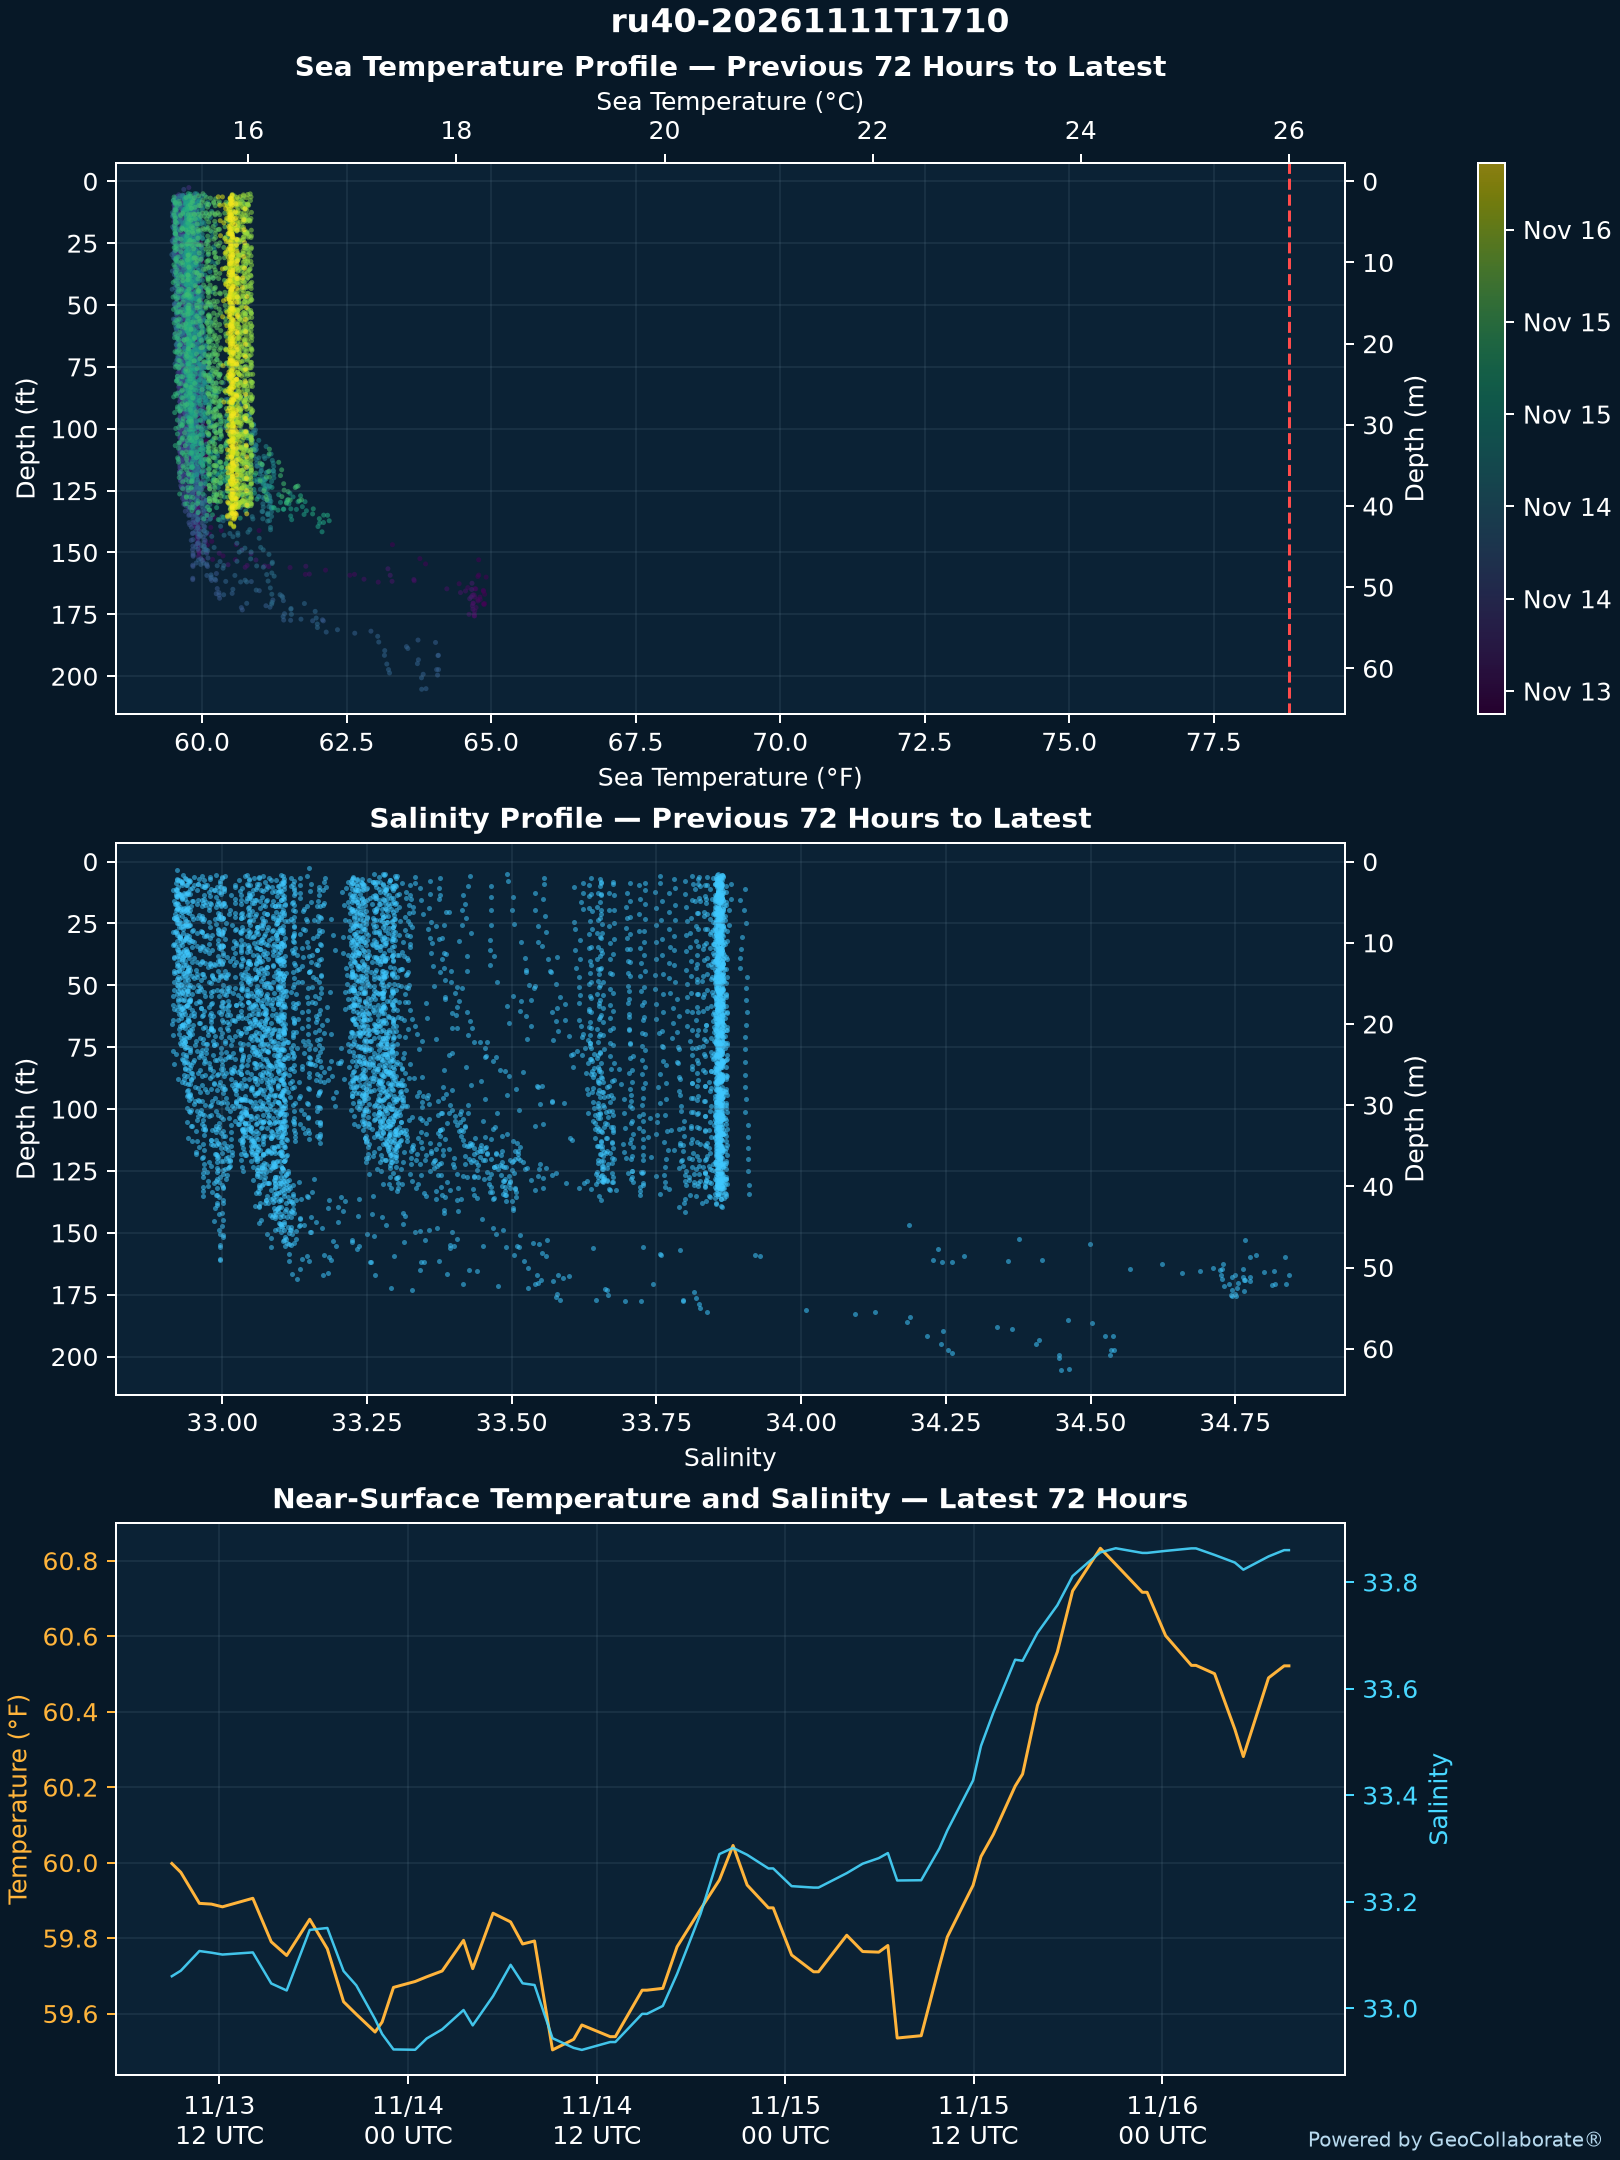 ru40-20261111T1710
Sea Temperature Profile — Previous 72 Hours to Latest
Sea Temperature (°C)
16 18 20 22 24 26
0 25 50 75 100 125 150 175 200
Depth (ft)
0 10 20 30 40 50 60
Depth (m)
Nov 16
Nov 15
Nov 15
Nov 14
Nov 14
Nov 13
60.0 62.5 65.0 67.5 70.0 72.5 75.0 77.5
Sea Temperature (°F)
Salinity Profile — Previous 72 Hours to Latest
0 25 50 75 100 125 150 175 200
Depth (ft)
0 10 20 30 40 50 60
Depth (m)
33.00 33.25 33.50 33.75 34.00 34.25 34.50 34.75
Salinity
Near-Surface Temperature and Salinity — Latest 72 Hours
60.8 60.6 60.4 60.2 60.0 59.8 59.6
Temperature (°F)
33.8 33.6 33.4 33.2 33.0
Salinity
11/13 11/14 11/14 11/15 11/15 11/16
12 UTC 00 UTC 12 UTC 00 UTC 12 UTC 00 UTC
Powered by GeoCollaborate®